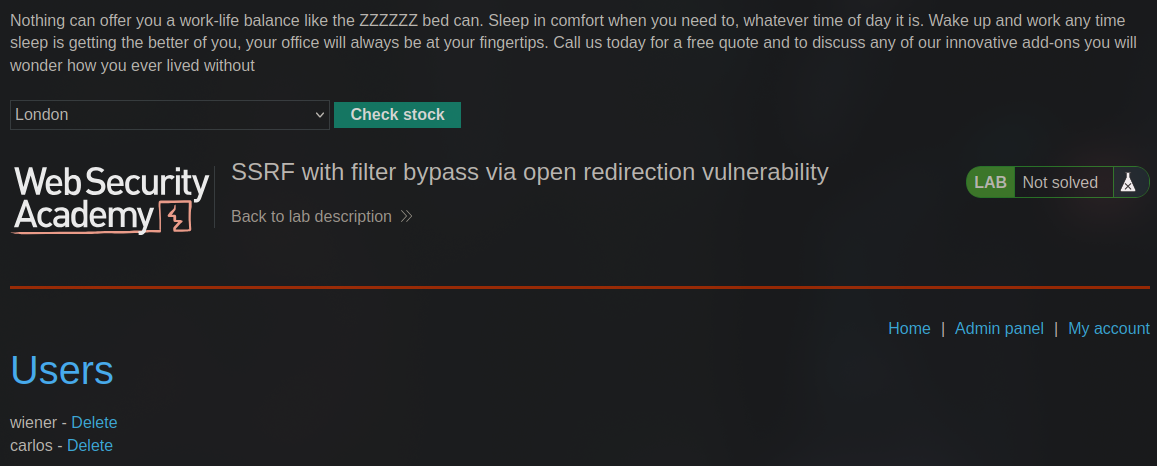 Nothing can offer you a work-life balance like the ZZZZZZ bed can. Sleep in comfort when you need to, whatever time of day it is. Wake up and work any time
sleep is getting the better of you, your office will always be at your fingertips. Call us today for a free quote and to discuss any of our innovative add-ons you will
wonder how you ever lived without
London
Check stock
Web Security
Academy
SSRF with filter bypass via open redirection vulnerability
Back to lab description
LAB Not solved
Home | Admin panel | My account
Users
wiener - Delete
carlos - Delete